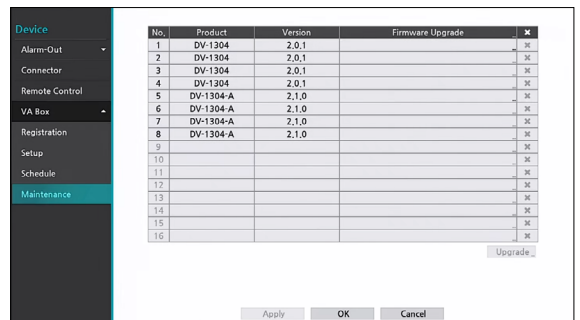 Device
Alarm-Out
Connector
Remote Control
VA Box
Registration
Setup
Schedule
Maintenance
No. Product Version Firmware Upgrade
1 DV-1304 2.0.1
2 DV-1304 2.0.1
3 DV-1304 2.0.1
4 DV-1304 2.0.1
5 DV-1304-A 2.1.0
6 DV-1304-A 2.1.0
7 DV-1304-A 2.1.0
8 DV-1304-A 2.1.0
9
10
11
12
13
14
15
16
Upgrade
Apply OK Cancel